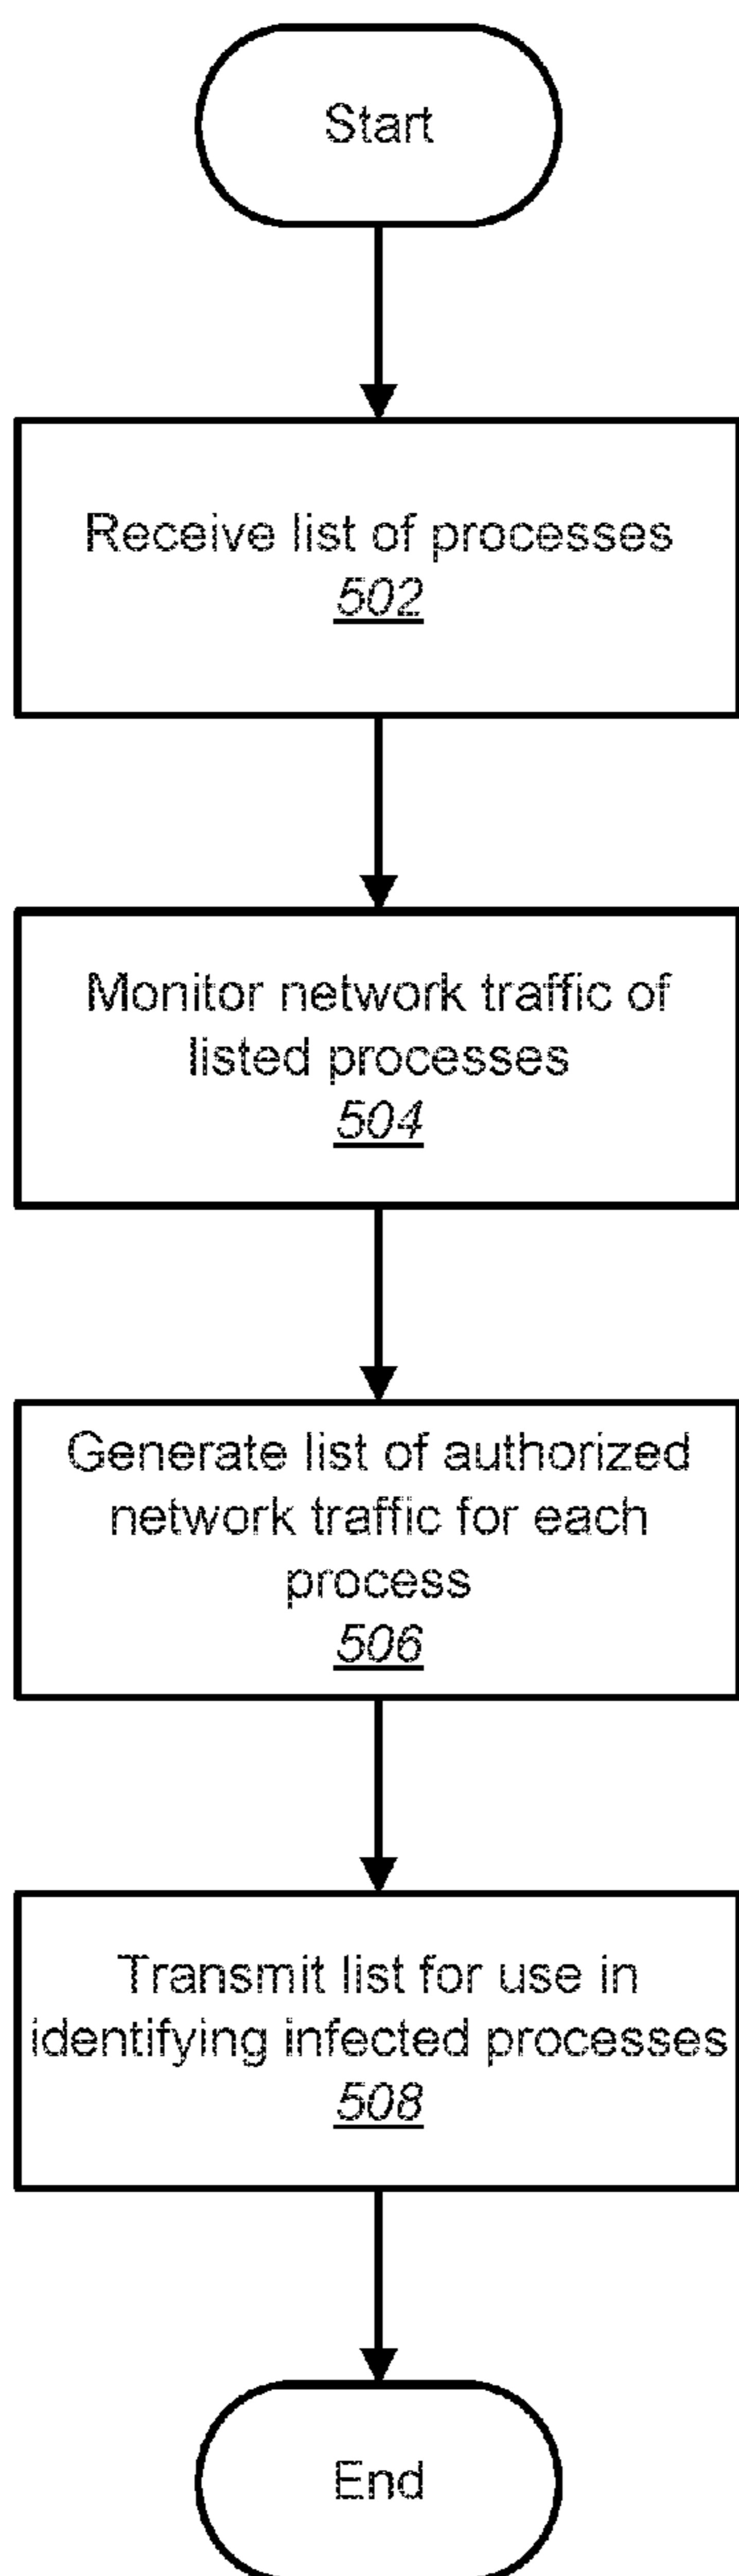 Start
Receive list of processes
502
Monitor network traffic of
listed processes
504
Generate list of authorized
network traffic for each
process
506
Transmit list for use in
identifying infected processes
508
End